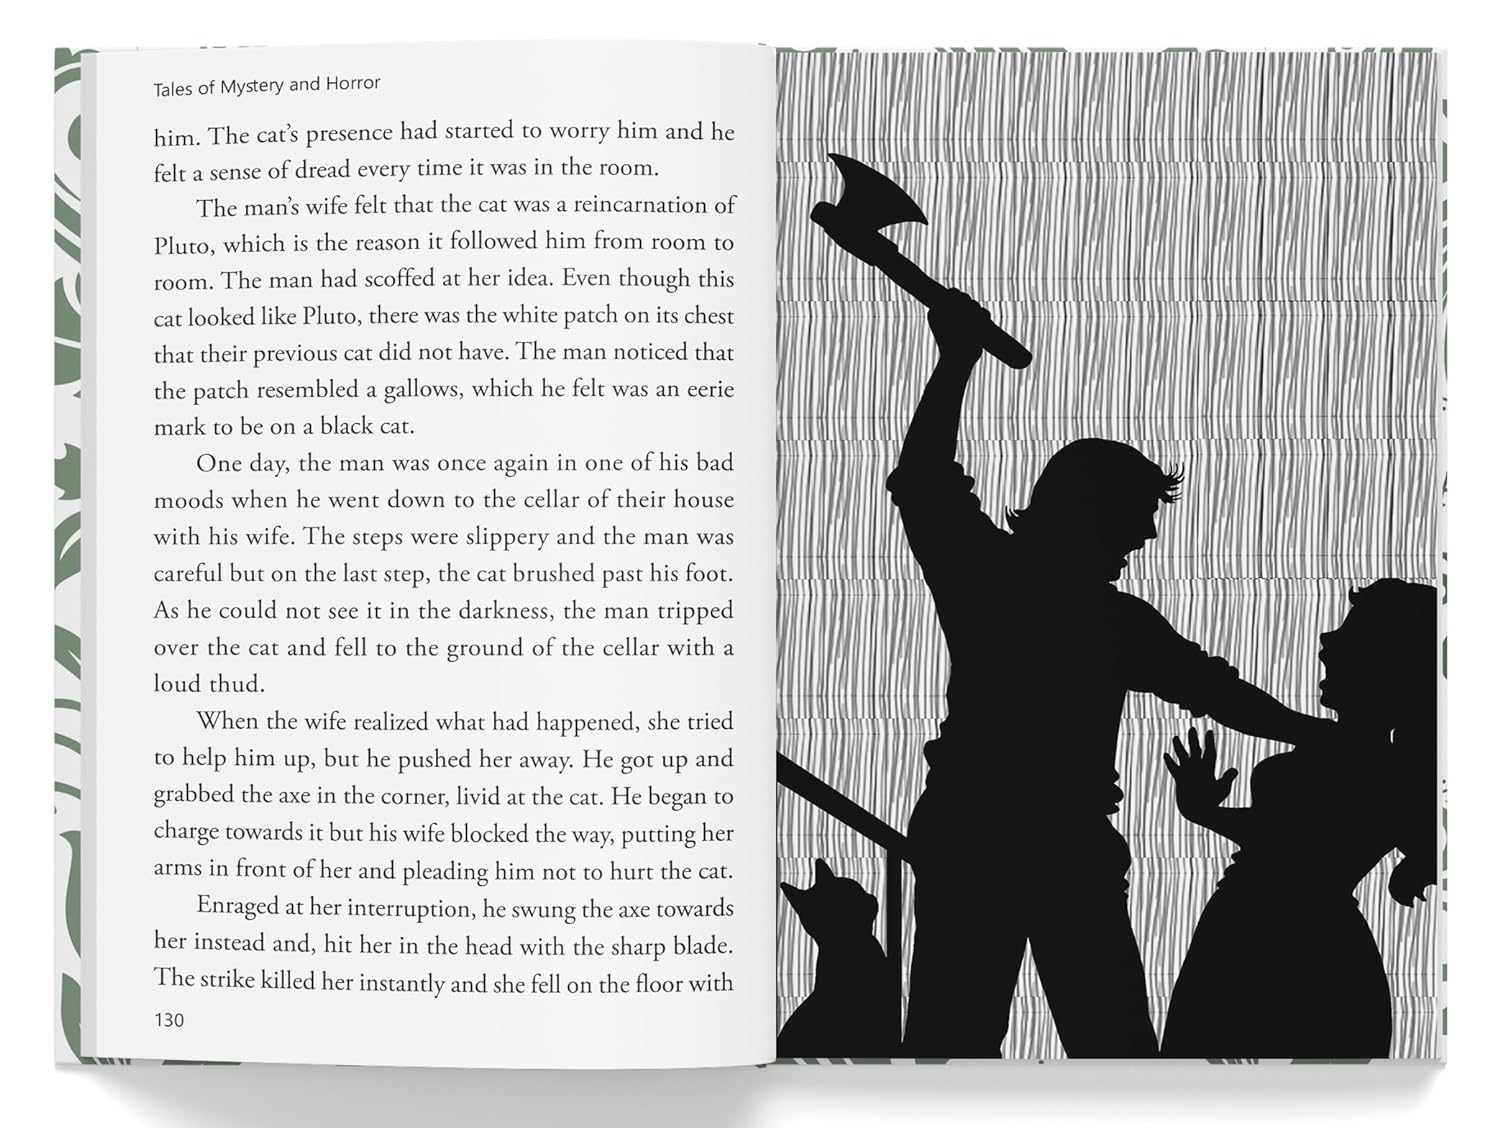 Tales of Mystery and Horror
him. The cat’s presence had started to worry him and he
felt a sense of dread every time it was in the room.
The man’s wife felt that the cat was a reincarnation of
Pluto, which is the reason it followed him from room to
room. The man had scoffed at her idea. Even though this
cat looked like Pluto, there was the white patch on its chest
that their previous cat did not have. The man noticed that
the patch resembled a gallows, which he felt was an eerie
mark to be on a black cat.
One day, the man was once again in one of his bad
moods when he went down to the cellar of their house
with his wife. The steps were slippery and the man was
careful but on the last step, the cat brushed past his foot.
As he could not see it in the darkness, the man tripped
over the cat and fell to the ground of the cellar with a
loud thud.
When the wife realized what had happened, she tried
to help him up, but he pushed her away. He got up and
grabbed the axe in the corner, livid at the cat. He began to
charge towards it but his wife blocked the way, putting her
arms in front of her and pleading him not to hurt the cat.
Enraged at her interruption, he swung the axe towards
her instead and, hit her in the head with the sharp blade.
The strike killed her instantly and she fell on the floor with
130